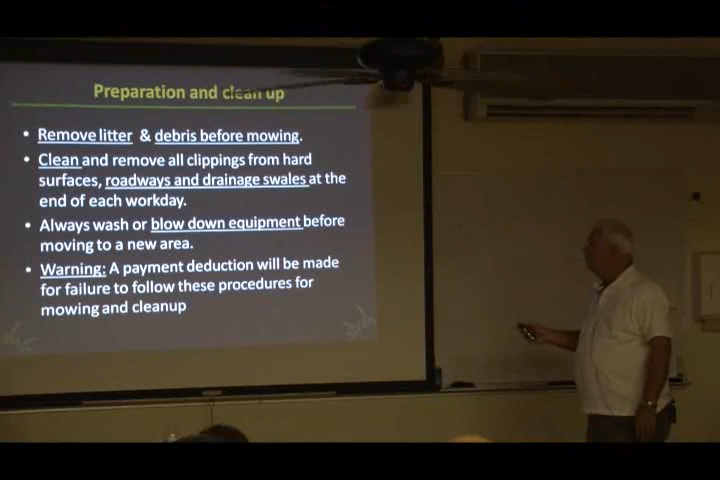 Preparation and clean up
• Remove litter & debris before mowing.
• Clean and remove all clippings from hard
surfaces, roadways and drainage swales at the
end of each workday.
• Always wash or blow down equipment before
moving to a new area.
• Warning: A payment deduction will be made
for failure to follow these procedures for
mowing and cleanup